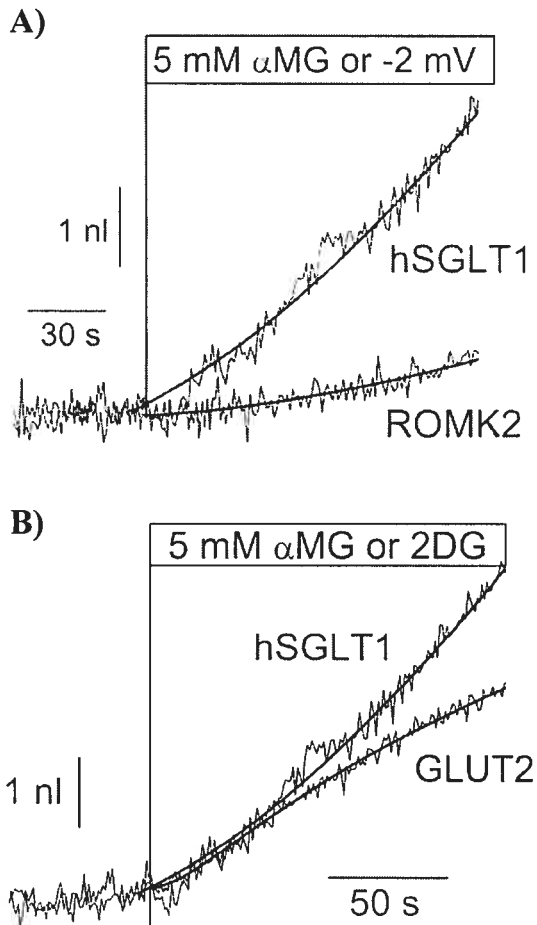 A)
5 mM αMG or -2 mV
1 nl
hSGLT1
30 s
ROMK2
B)
5 mM αMG or 2DG
hSGLT1
GLUT2
1 nl
50 s